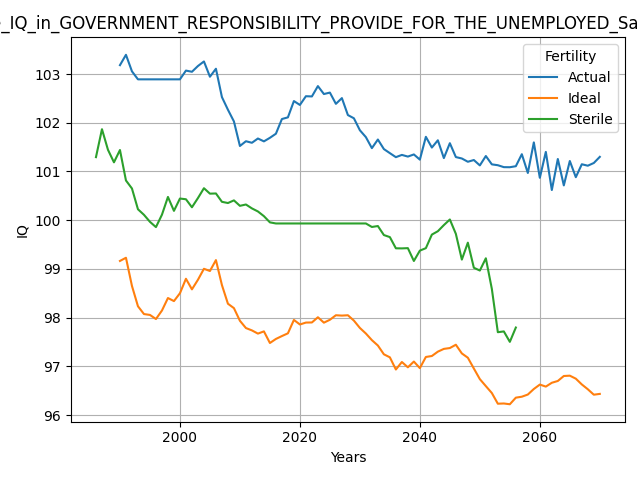 _IQ_in_GOVERNMENT_RESPONSIBILITY_PROVIDE_FOR_THE_UNEMPLOYED_Sa
Fertility
Actual
Ideal
Sterile
103
102
101
100
99
98
97
96
IQ
2000
2020
2040
2060
Years